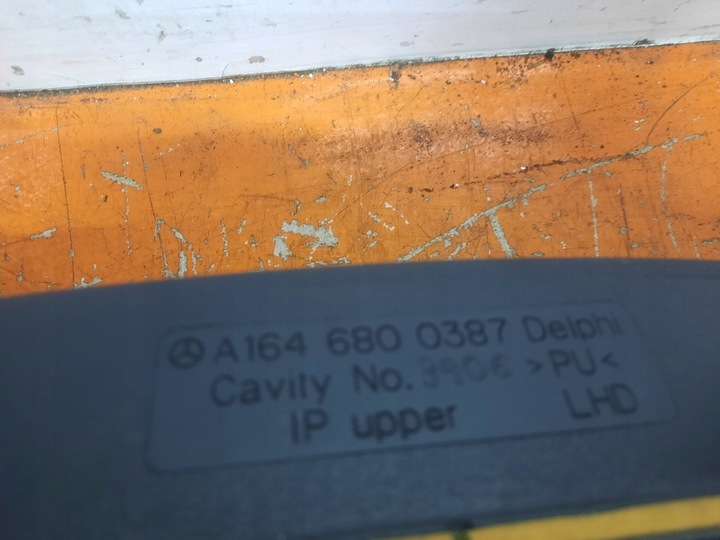 A164 680 0387 Delphi
Cavity No. >PU<
IP upper LHD